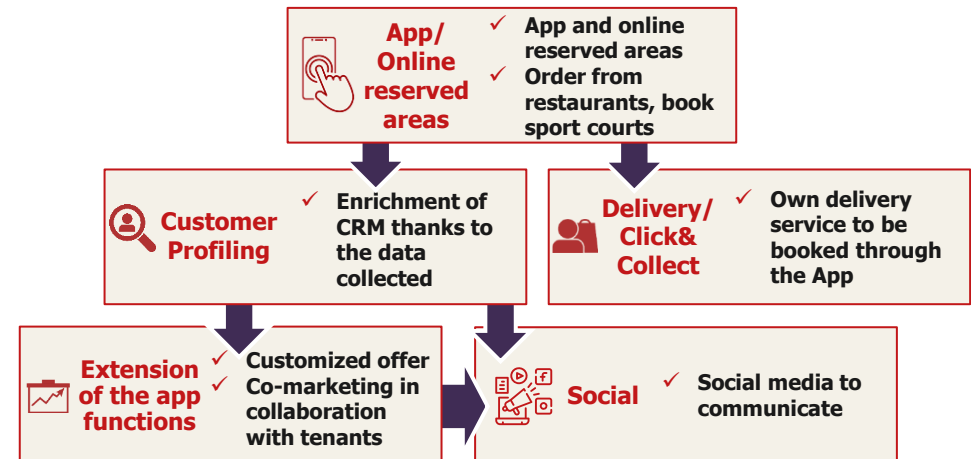 App/
Online
reserved
areas
✓ App and online
reserved areas
✓ Order from
restaurants, book
sport courts
Customer
Profiling
✓ Enrichment of
CRM thanks to
the data
collected
Delivery/
Click&
Collect
✓ Own delivery
service to be
booked through
the App
Extension
of the app
functions
✓ Customized offer
✓ Co-marketing in
collaboration
with tenants
Social
✓ Social media to
communicate